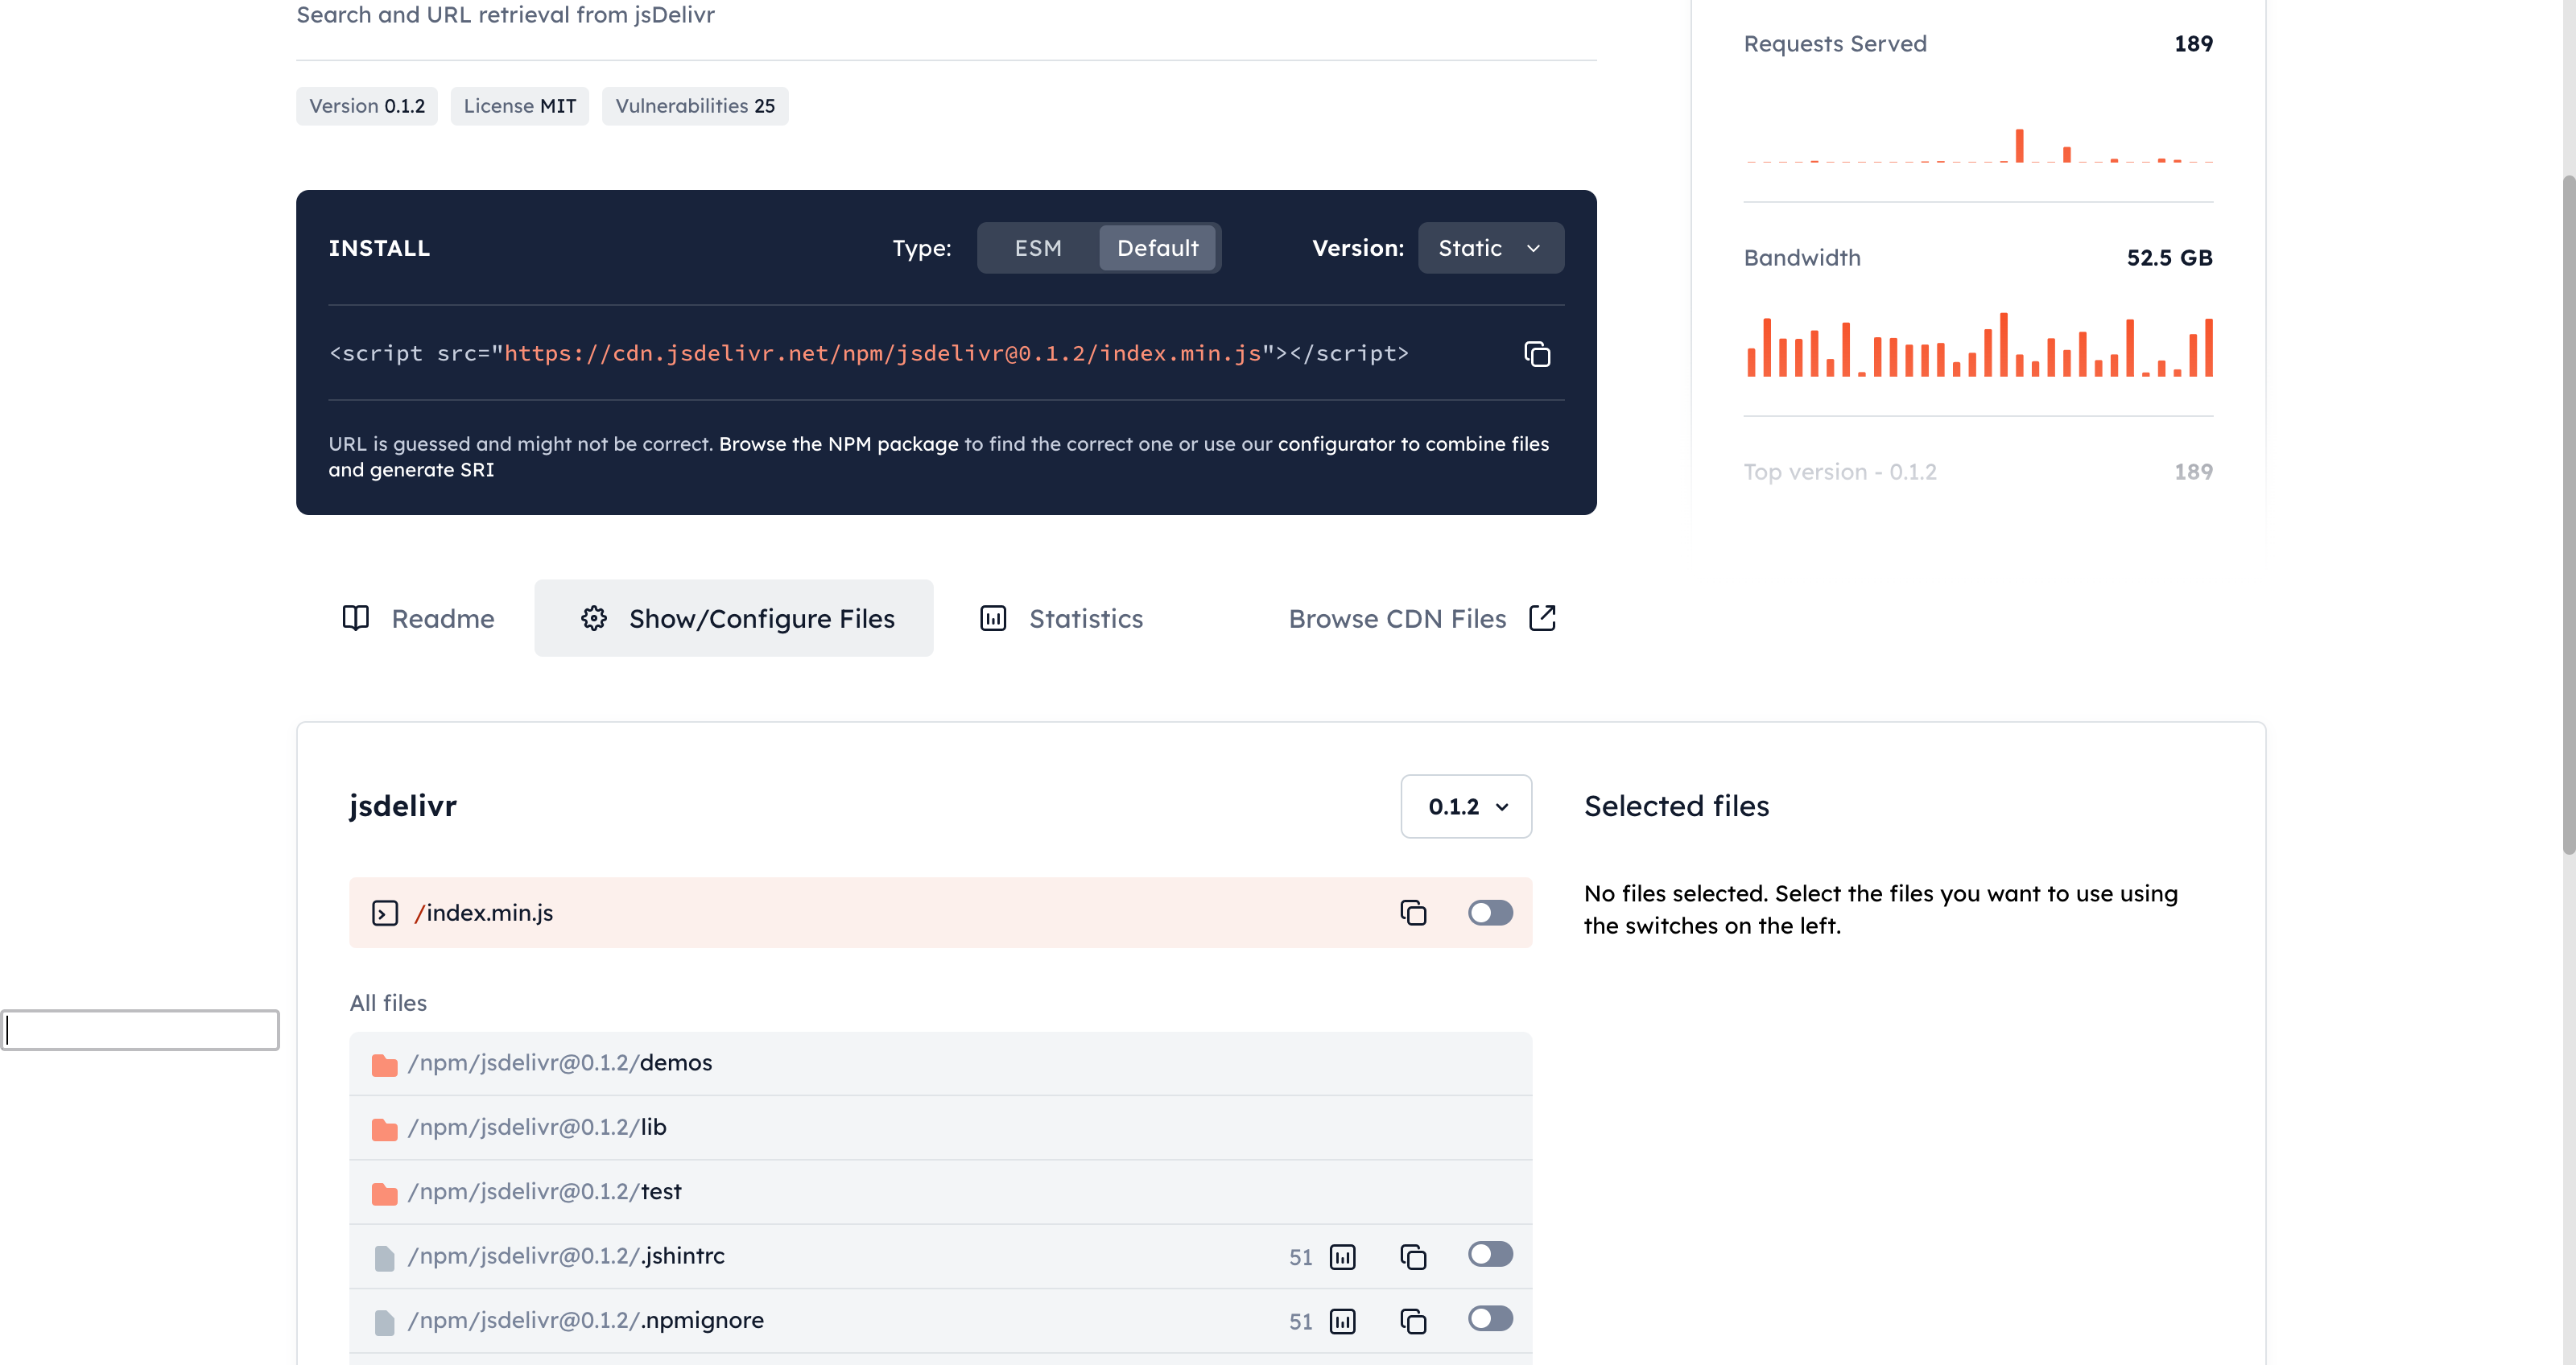 Search and URL retrieval from jsDelivr
Version 0.1.2 License MIT Vulnerabilities 25
INSTALL Type: ESM Default Version: Static
<script src="https://cdn.jsdelivr.net/npm/jsdelivr@0.1.2/index.min.js"></script>
URL is guessed and might not be correct. Browse the NPM package to find the correct one or use our configurator to combine files
and generate SRI
Requests Served 189
Bandwidth 52.5 GB
Top version - 0.1.2 189
Readme Show/Configure Files Statistics Browse CDN Files
jsdelivr 0.1.2
/index.min.js
All files
/npm/jsdelivr@0.1.2/demos
/npm/jsdelivr@0.1.2/lib
/npm/jsdelivr@0.1.2/test
/npm/jsdelivr@0.1.2/.jshintrc 51
/npm/jsdelivr@0.1.2/.npmignore 51
Selected files
No files selected. Select the files you want to use using
the switches on the left.